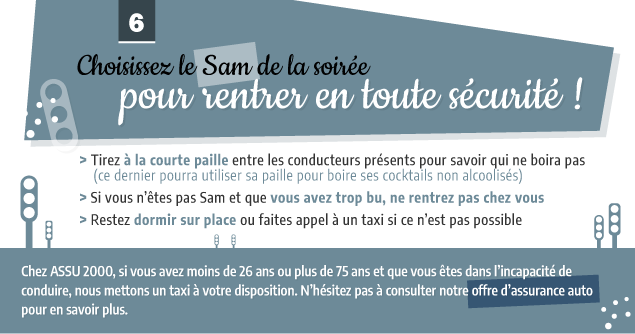 6
Choisissez le Sam de la soirée
pour rentrer en toute sécurité !
> Tirez à la courte paille entre les conducteurs présents pour savoir qui ne boira pas
(ce dernier pourra utiliser sa paille pour boire ses cocktails non alcoolisés)
> Si vous n'êtes pas Sam et que vous avez trop bu, ne rentrez pas chez vous
> Restez dormir sur place ou faites appel à un taxi si ce n'est pas possible
Chez ASSU 2000, si vous avez moins de 26 ans ou plus de 75 ans et que vous êtes dans l'incapacité de
conduire, nous mettons un taxi à votre disposition. N'hésitez pas à consulter notre offre d'assurance auto
pour en savoir plus.